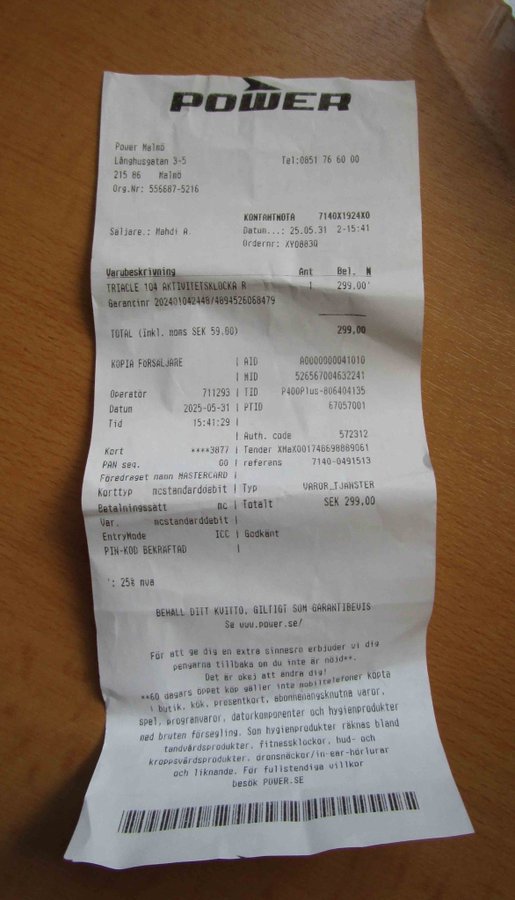 POWER
Power Malmö
Långhusgatan 3-5 Tel:0851 76 60 00
215 86 Malmö
Org.Nr: 556687-5216
KONTANTNOTA 7140X1924X0
Säljare.: Mahdi A. Datum...: 25.05.31 2-15:41
Ordernr: XY0883Q
Varubeskrivning Ant Bel. N
TRIACLE 104 AKTIVITETSKLOCKA R 1 299.00'
Garantinr 202401042448/4894526068479
TOTAL (Inkl. moms SEK 59.00) 299,00
KOPIA FÖRSÄLJARE | AID A0000000041010
| MID 526567004632241
Operatör 711293 | TID P400Plus-806404135
Datum 2025-05-31 | PTID 67057001
Tid 15:41:29 |
| Auth. code 572312
Kort ****3877 | Tender XMaX001746698869061
PAN seq. 00 | referens 7140-0491513
Föredraget namn MASTERCARD |
Korttyp mcstandarddebit | Typ VAROR_TJÄNSTER
Betalningssätt mc | Totalt SEK 299,00
Var. mcstandarddebit |
EntryMode ICC | Godkänt
PIN-KOD BEKRÄFTAD |
': 25% mva
BEHÅLL DITT KVITTO, GILTIGT SOM GARANTIBEVIS
Se www.power.se/
För att ge dig en extra sinnesro erbjuder vi dig
pengarna tillbaka om du inte är nöjd**.
Det är okej att ändra dig!
**60 dagars öppet köp gäller inte mobiltelefoner köpta
i butik, kök, presentkort, abonnemangsknutna varor,
spel, programvaror, datorkomponenter och hygienprodukter
med bruten försegling. Som hygienprodukter räknas bland
tandvårdsprodukter, fitnessklockor, hud- och
kroppsvårdsprodukter, öronsnäckor/in-ear-hörlurar
och liknande. För fullständiga villkor
besök POWER.SE